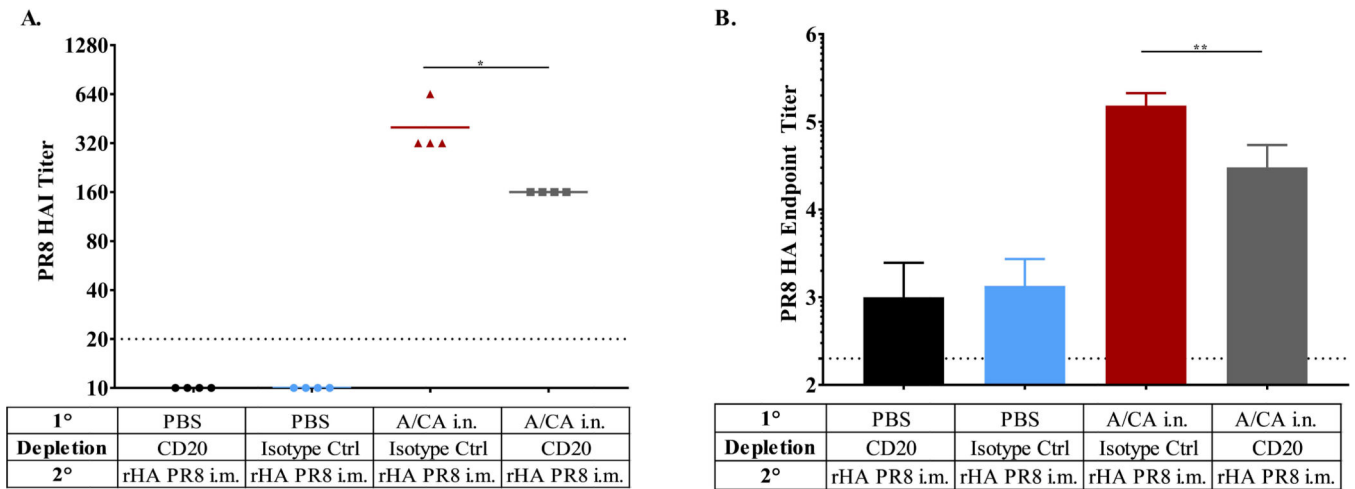 A.
PR8 HAI Titer
1280
640
320
160
80
40
20
10
*
1° PBS PBS A/CA i.n. A/CA i.n.
Depletion CD20 Isotype Ctrl Isotype Ctrl CD20
2° rHA PR8 i.m. rHA PR8 i.m. rHA PR8 i.m. rHA PR8 i.m.
B.
PR8 HA Endpoint Titer
6
5
4
3
2
**
1° PBS PBS A/CA i.n. A/CA i.n.
Depletion CD20 Isotype Ctrl Isotype Ctrl CD20
2° rHA PR8 i.m. rHA PR8 i.m. rHA PR8 i.m. rHA PR8 i.m.